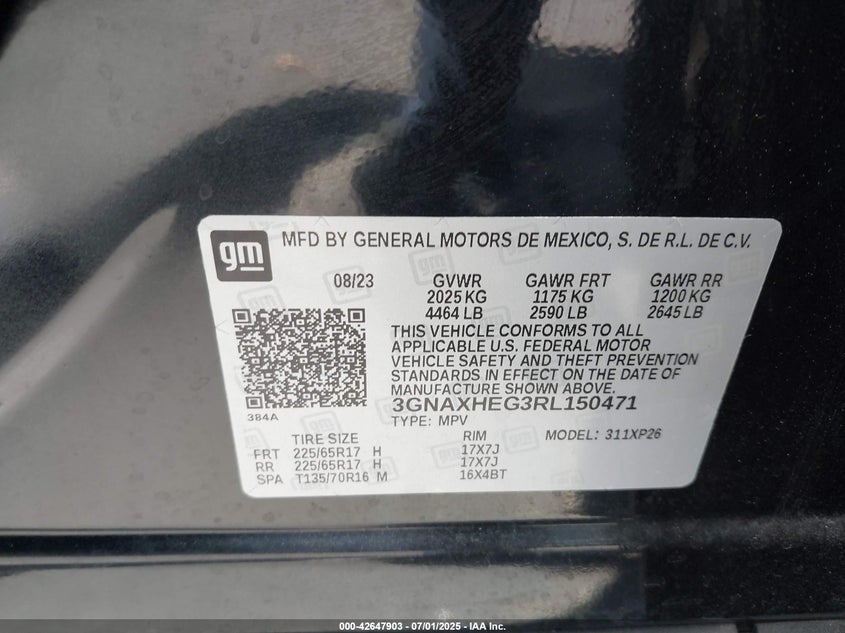 gm MFD BY GENERAL MOTORS DE MEXICO, S. DE R.L. DE C.V.
08/23 GVWR GAWR FRT GAWR RR
2025 KG 1175 KG 1200 KG
4464 LB 2590 LB 2645 LB
THIS VEHICLE CONFORMS TO ALL
APPLICABLE U.S. FEDERAL MOTOR
VEHICLE SAFETY AND THEFT PREVENTION
STANDARDS IN EFFECT ON THE DATE OF
MANUFACTURE SHOWN ABOVE.
384A
3GNAXHEG3RL150471
TYPE: MPV
TIRE SIZE RIM MODEL: 311XP26
FRT 225/65R17 H 17X7J
RR 225/65R17 H 17X7J
SPA T135/70R16 M 16X4BT
000-42647903 - 07/01/2025 - IAA Inc.